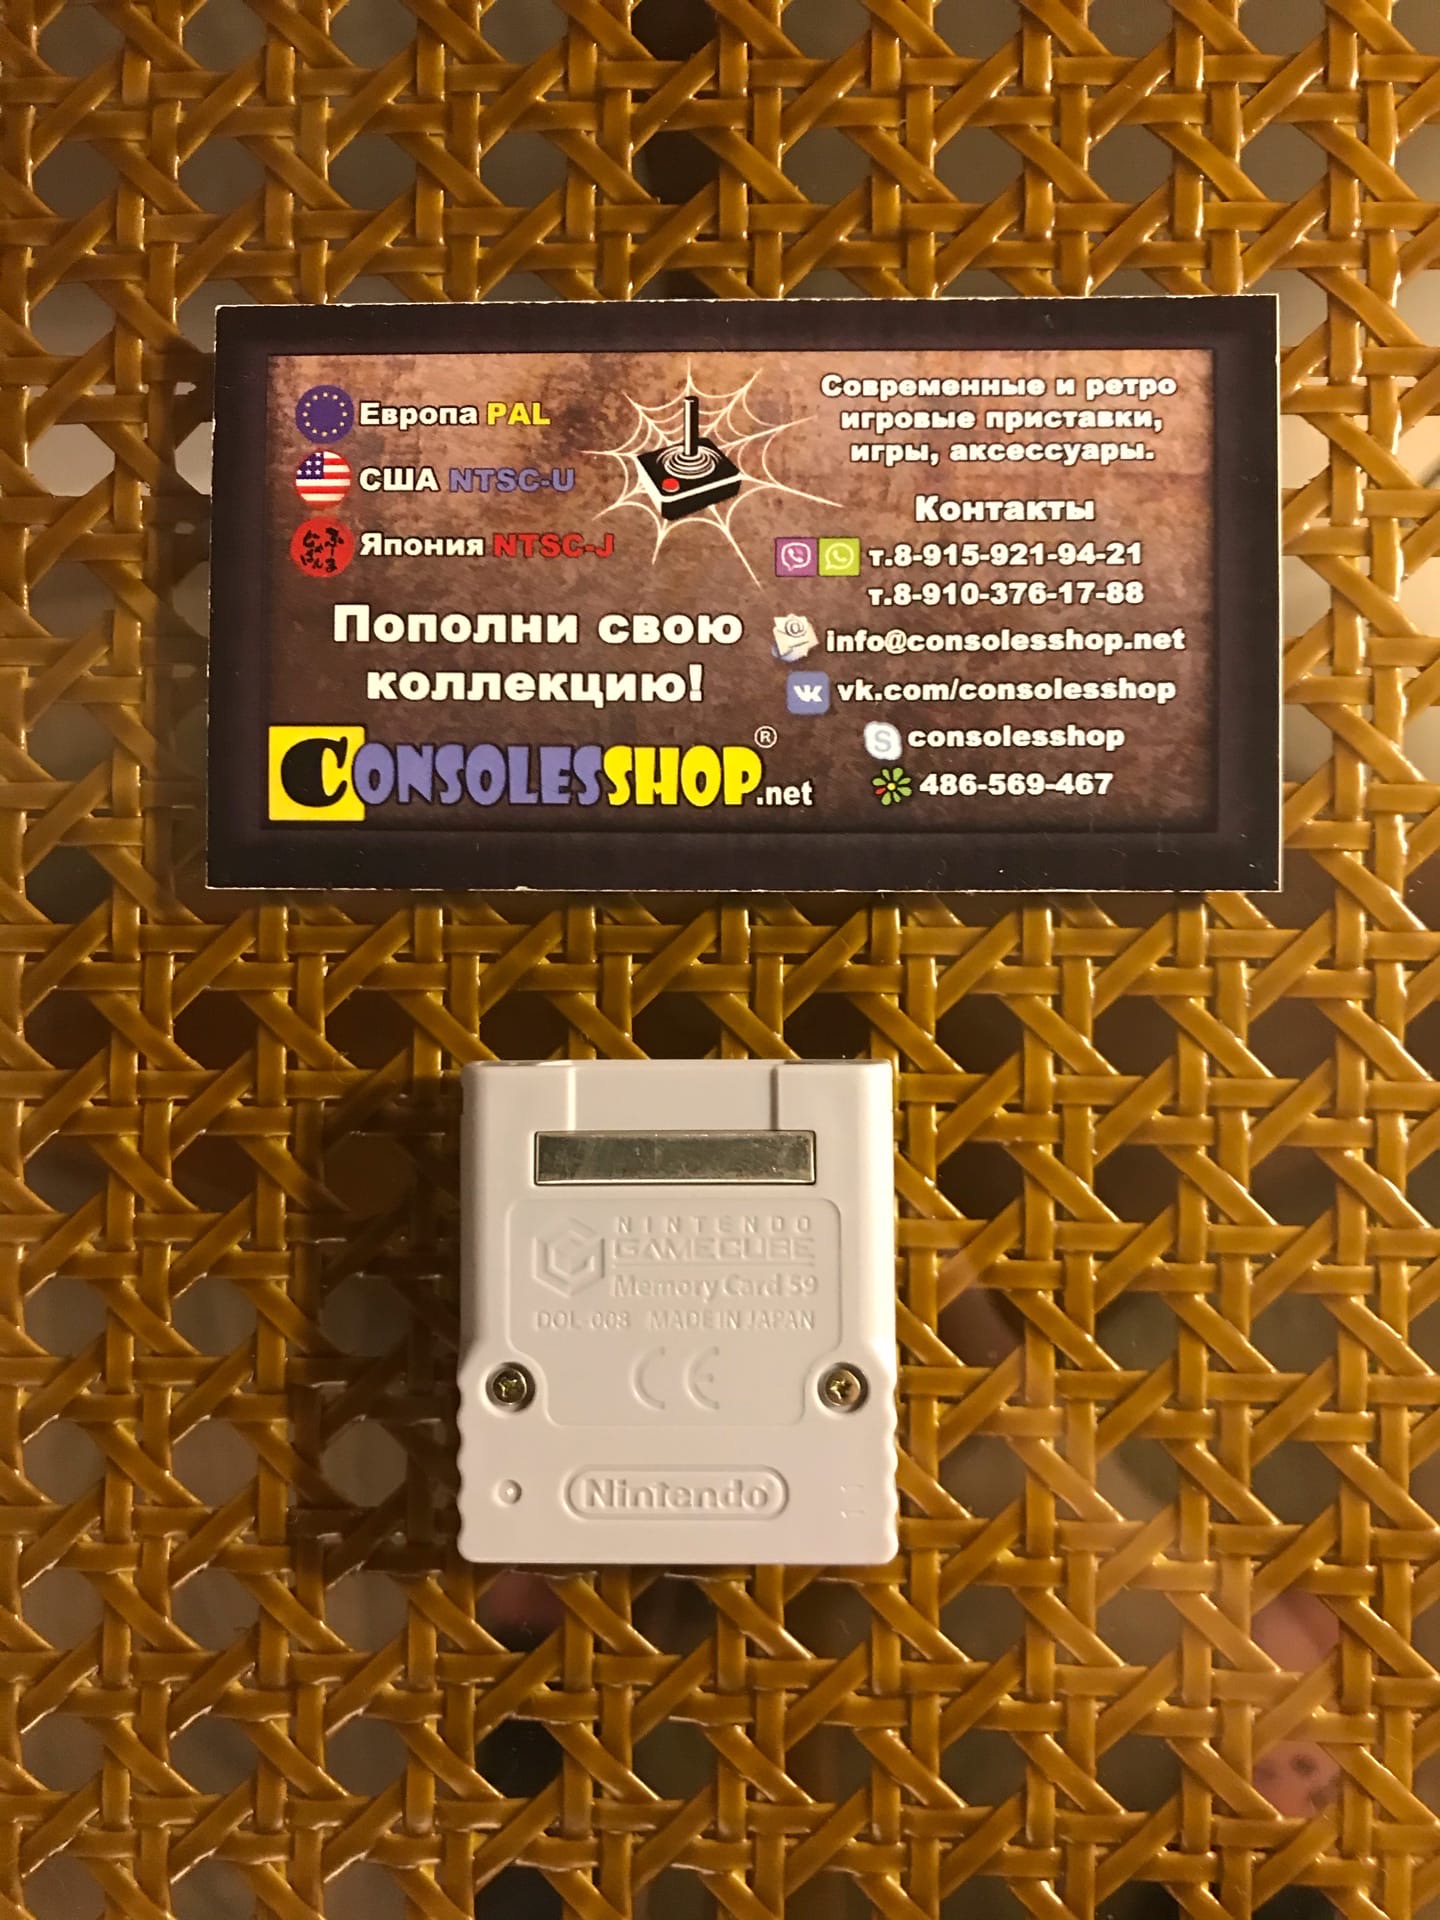 Европа PAL
США NTSC-U
Япония NTSC-J
Пополни свою
коллекцию!
CONSOLESSHOP.net
®
Современные и ретро
игровые приставки,
игры, аксессуары.
Контакты
т.8-915-921-94-21
т.8-910-376-17-88
info@consolesshop.net
vk.com/consolesshop
consolesshop
486-569-467
NINTENDO
GAMECUBE
Memory Card 59
DOL-008 MADE IN JAPAN
CE
Nintendo